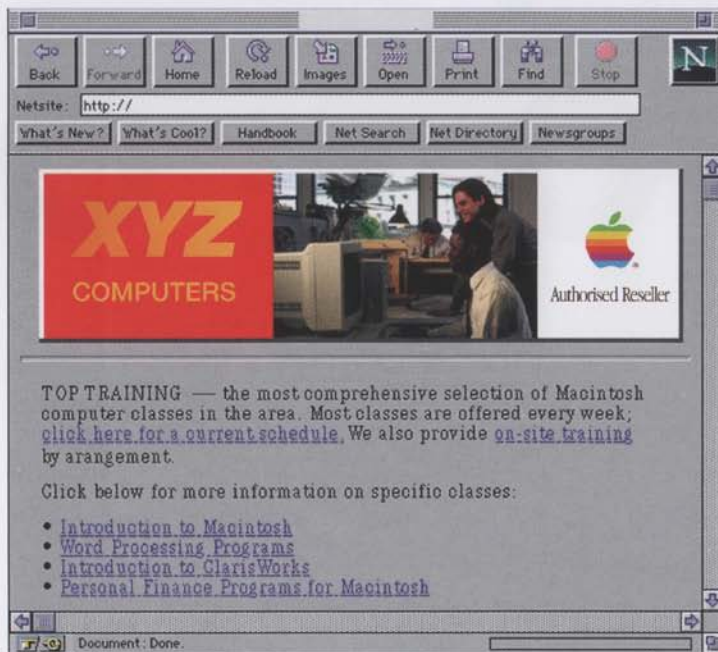 Back Forward Home Reload Images Open Print Find Stop N
Netsite: http://
What's New? What's Cool? Handbook Net Search Net Directory Newsgroups
XYZ
COMPUTERS
Authorised Reseller
TOP TRAINING — the most comprehensive selection of Macintosh
computer classes in the area. Most classes are offered every week;
click here for a current schedule. We also provide on-site training
by arangement.
Click below for more information on specific classes:
• Introduction to Macintosh
• Word Processing Programs
• Introduction to ClarisWorks
• Personal Finance Programs for Macintosh
Document: Done.